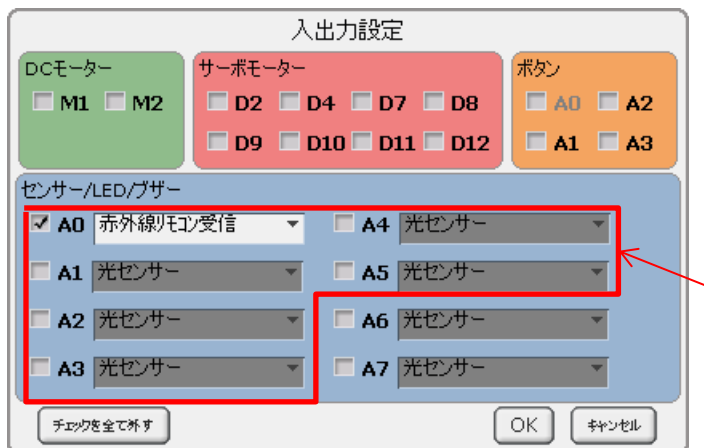 入出力設定
DCモーター
M1 M2
サーボモーター
D2 D4 D7 D8
D9 D10 D11 D12
ボタン
A0 A2
A1 A3
センサー/LED/ブザー
A0 赤外線リモコン受信 A4 光センサー
A1 光センサー A5 光センサー
A2 光センサー A6 光センサー
A3 光センサー A7 光センサー
チェックを全て外す OK キャンセル